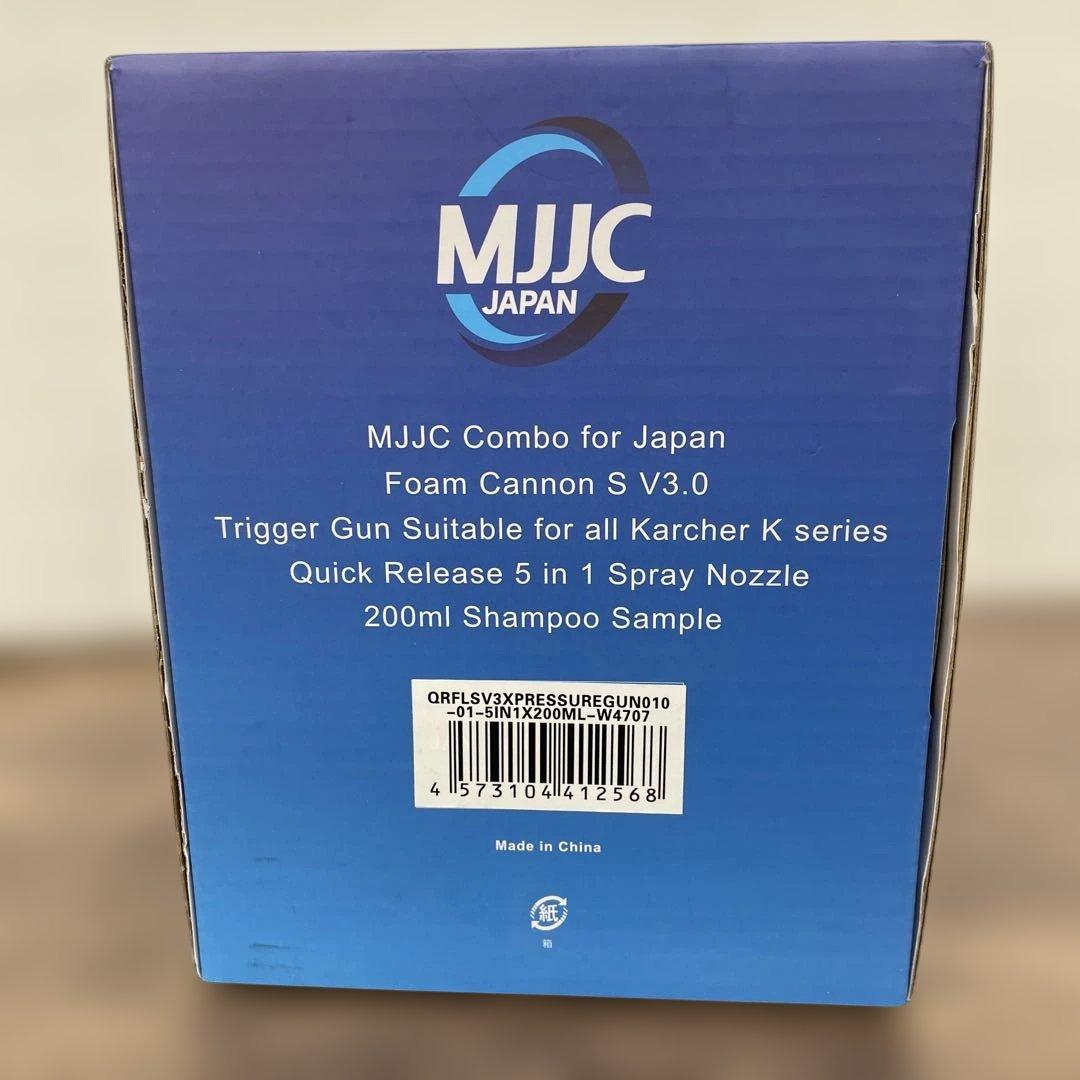 MJJC
JAPAN
MJJC Combo for Japan
Foam Cannon S V3.0
Trigger Gun Suitable for all Karcher K series
Quick Release 5 in 1 Spray Nozzle
200ml Shampoo Sample
QRFLSV3XPRESSUREGUN010
-01-5IN1X200ML-W4707
4 573104 412568
Made in China
紙
箱